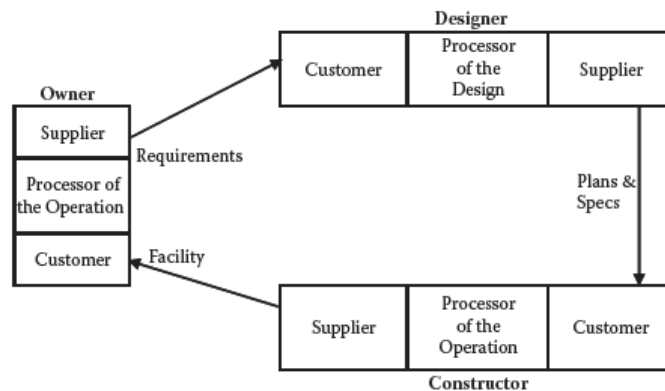 Designer
Customer
Processor
of the
Design
Supplier
Owner
Supplier
Requirements
Processor of
the Operation
Plans &
Specs
Customer
Facility
Supplier
Processor
of the
Operation
Customer
Constructor